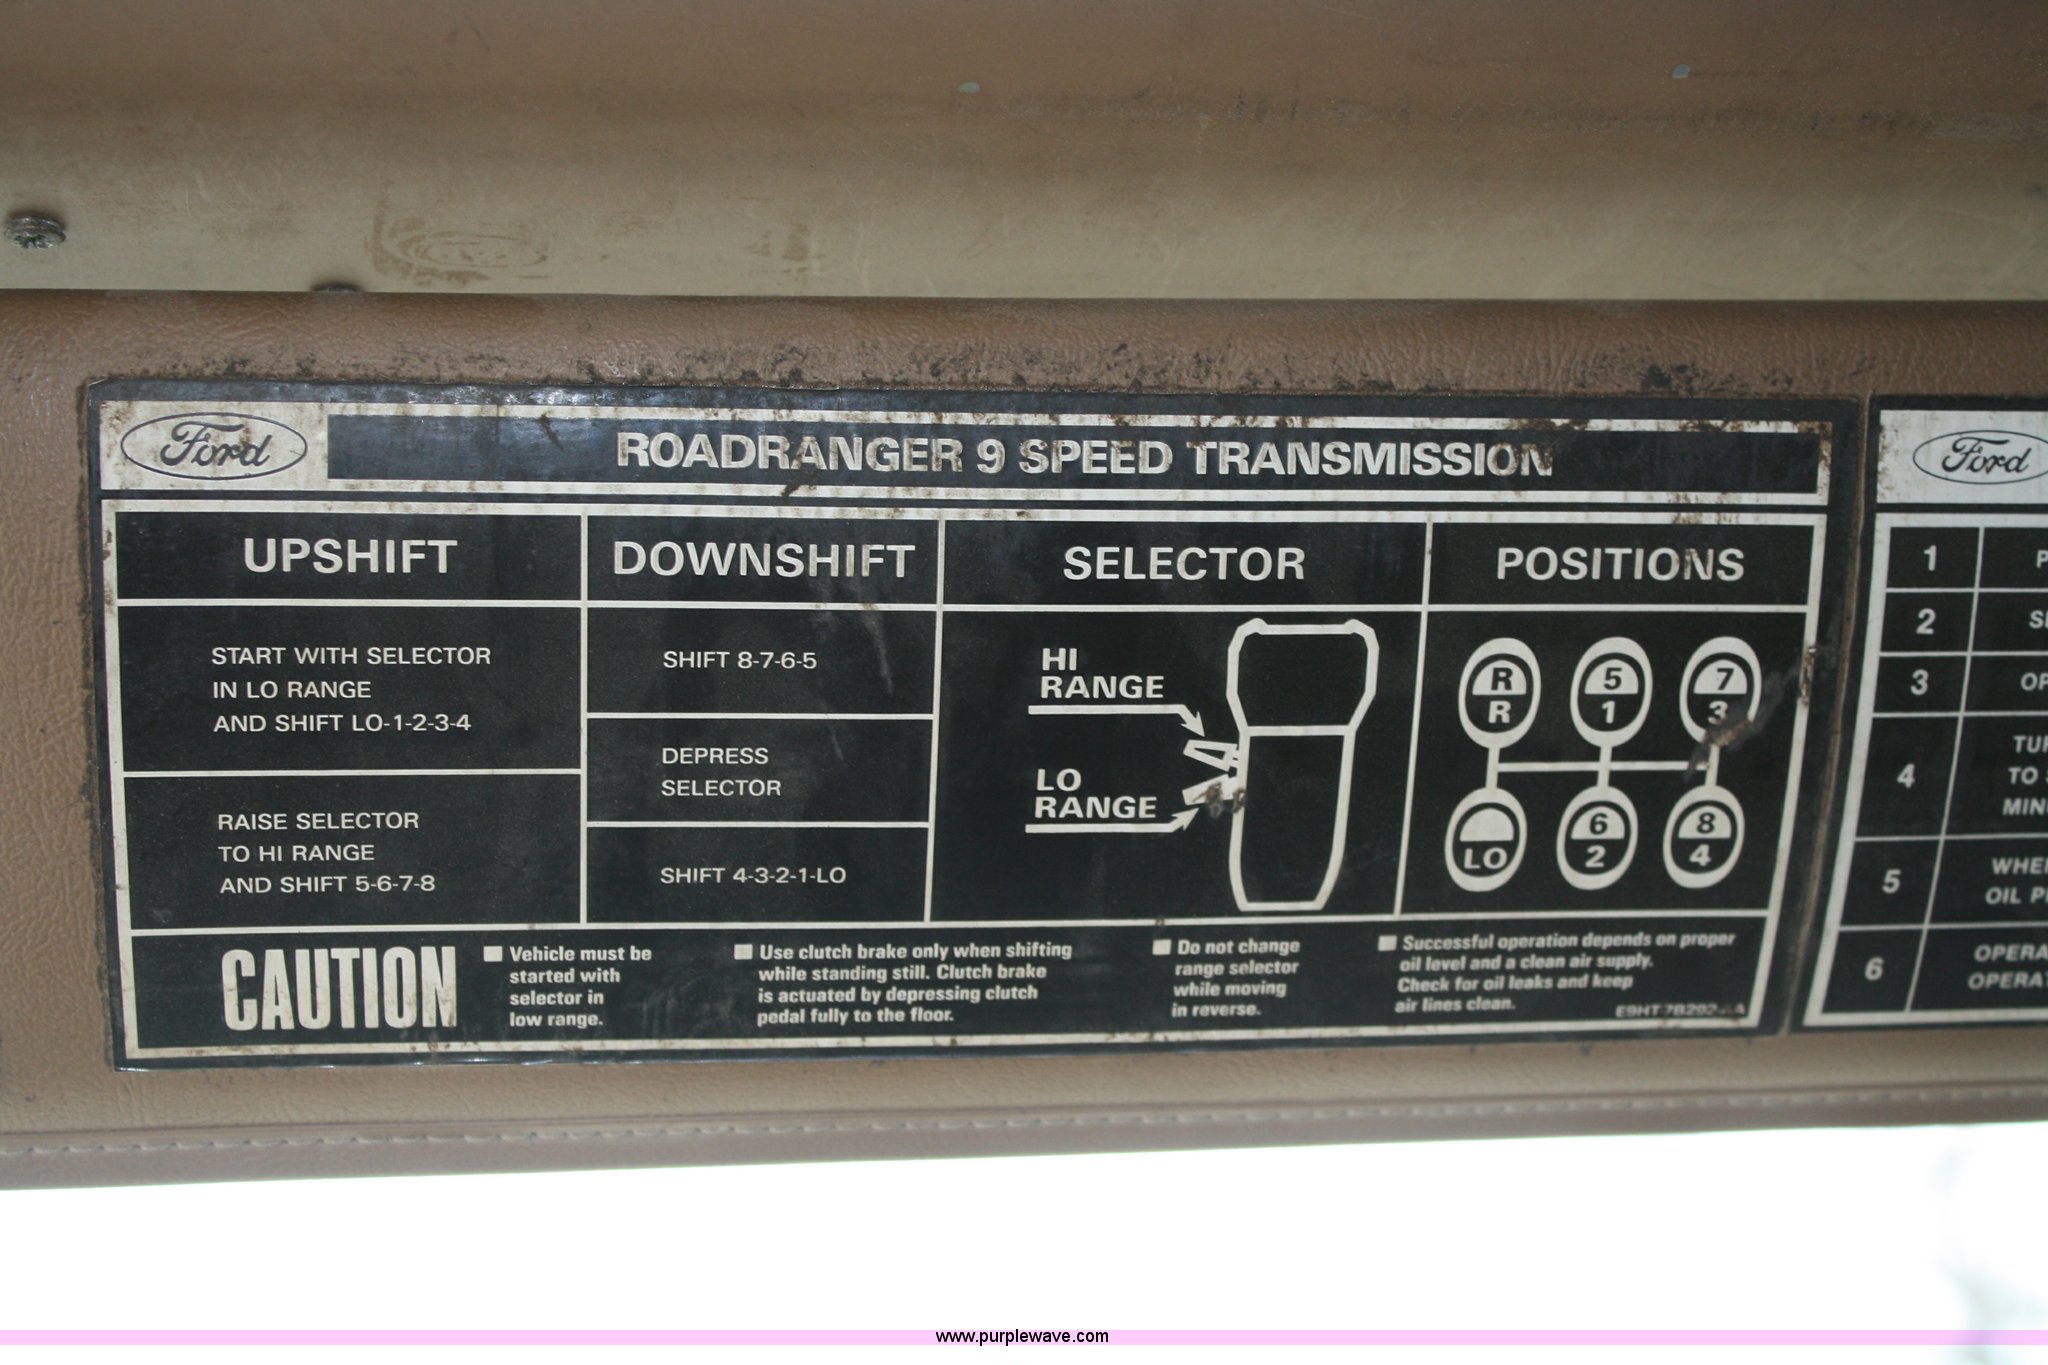 Ford
ROADRANGER 9 SPEED TRANSMISSION
UPSHIFT
START WITH SELECTOR
IN LO RANGE
AND SHIFT LO-1-2-3-4
RAISE SELECTOR
TO HI RANGE
AND SHIFT 5-6-7-8
DOWNSHIFT
SHIFT 8-7-6-5
DEPRESS
SELECTOR
SHIFT 4-3-2-1-LO
SELECTOR
HI
RANGE
LO
RANGE
POSITIONS
R 5 7
R 1 3
6 8
LO 2 4
CAUTION
Vehicle must be
started with
selector in
low range.
Use clutch brake only when shifting
while standing still. Clutch brake
is actuated by depressing clutch
pedal fully to the floor.
Do not change
range selector
while moving
in reverse.
Successful operation depends on proper
oil level and a clean air supply.
Check for oil leaks and keep
air lines clean.
Ford
1
2
3
4
TO
5
OIL
6
www.purplewave.com